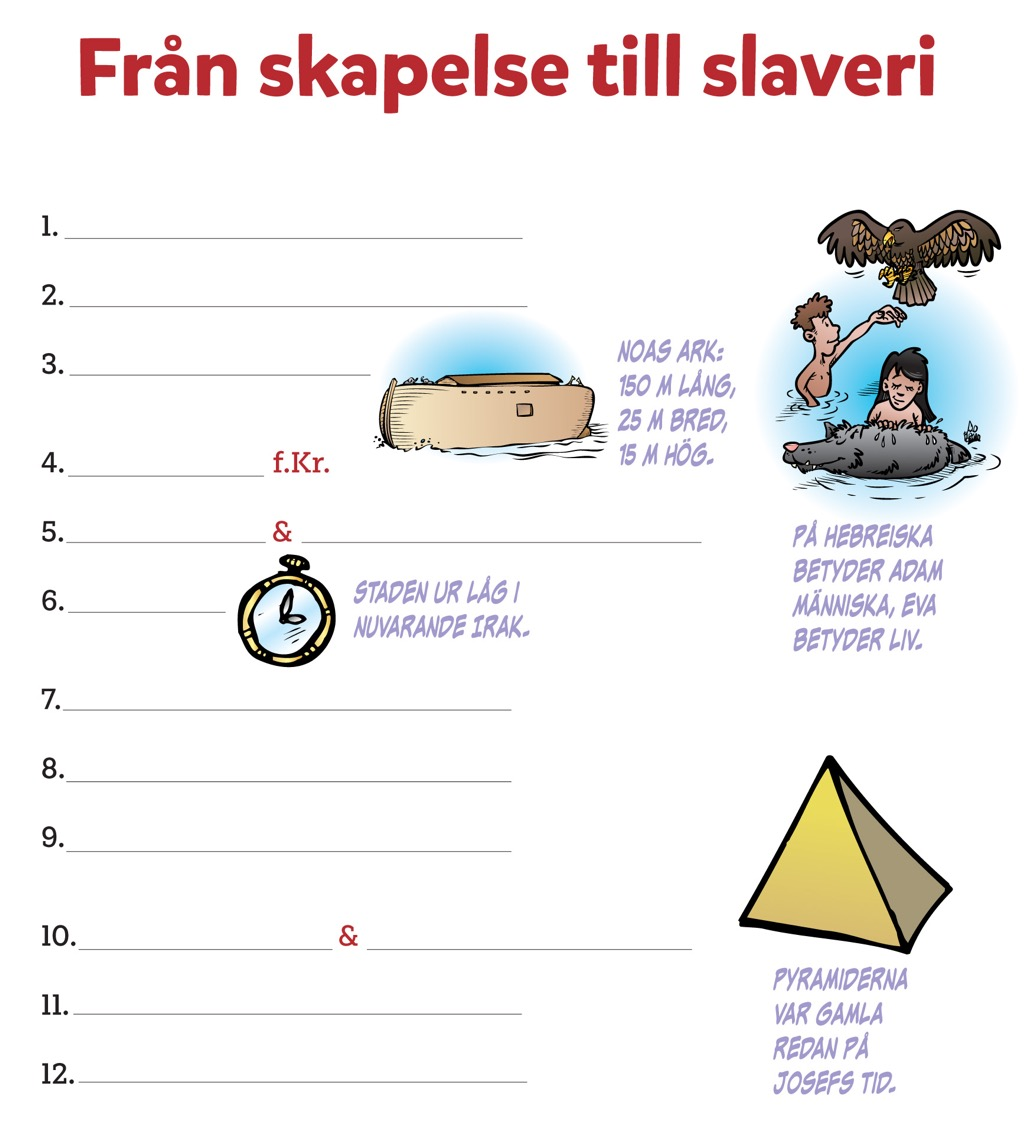 Från skapelse till slaveri
1.
2.
3.
NOAS ARK:
150 M LÅNG,
25 M BRED,
15 M HÖG.
4. f.Kr.
5. &
6.
STADEN UR LÅG I
NUVARANDE IRAK.
PÅ HEBREISKA
BETYDER ADAM
MÄNNISKA, EVA
BETYDER LIV.
7.
8.
9.
10. &
11.
12.
PYRAMIDERNA
VAR GAMLA
REDAN PÅ
JOSEFS TID.